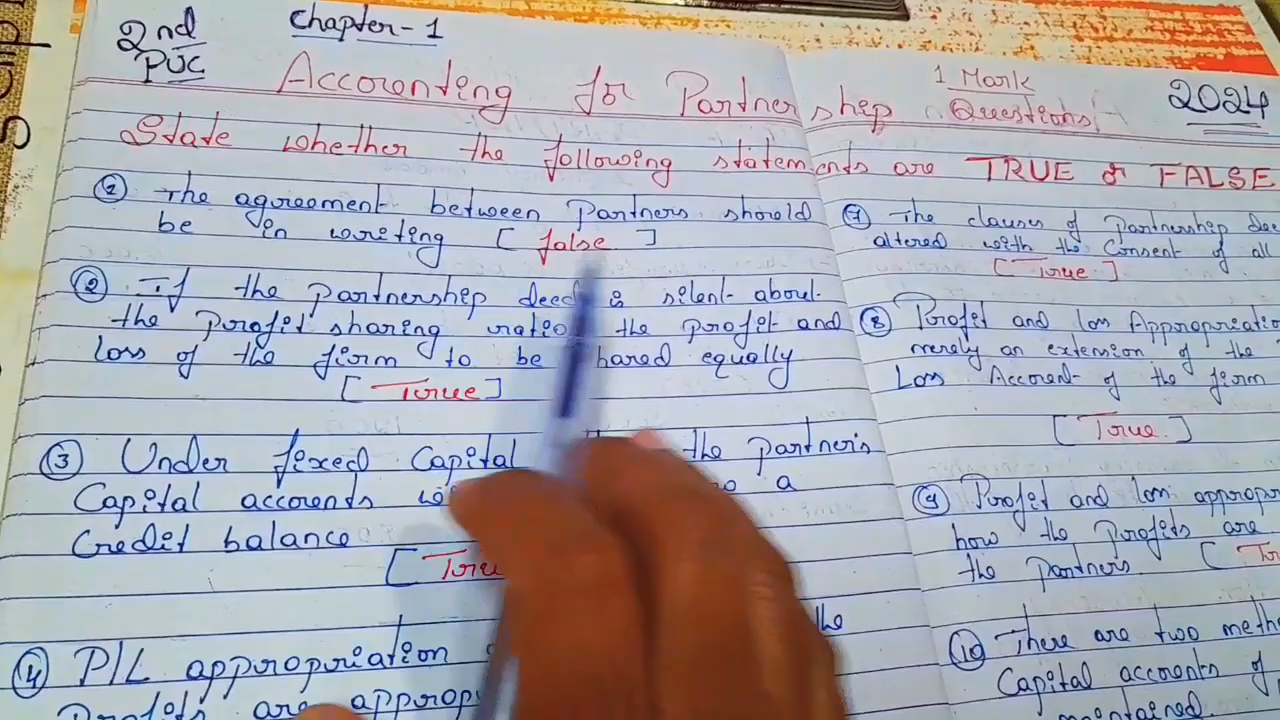 2nd
PUC
Chapter-1
Accounting for Partnership
1 Mark
Questions
2024
State whether the following statements are TRUE or FALSE
① The agreement between Partners should
be in writing [ false ]
② If the partnership deed is silent about
the Profit sharing ratio the profit and
loss of the firm to be shared equally
[ True ]
③ Under fixed Capital the partner's
Capital accounts a
Credit balance
[ True
④ P/L appropriation the
Profits are
⑦ The clauses of Partnership
altered with the Consent of all
[ True ]
⑧ Profit and loss Appropriation
merely an extension of the
Loss Account of the firm
[ True ]
⑨ Profit and loss
how the Profits are
the partners [
⑩ There are two
Capital accounts of
maintained.